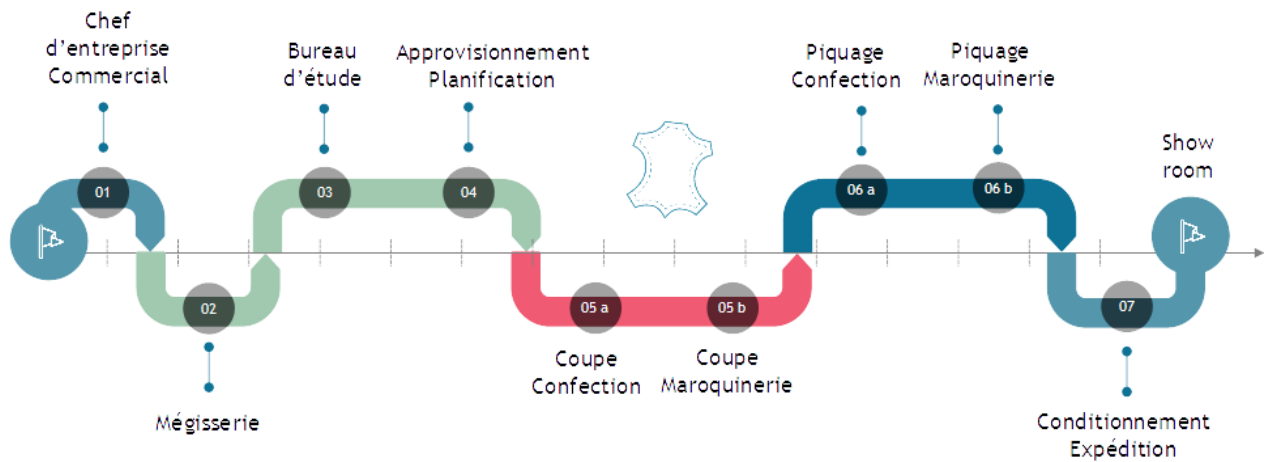 Chef
d'entreprise
Commercial
01
02
Mégisserie
Bureau
d'étude
03
Approvisionnement
Planification
04
05 a
Coupe
Confection
05 b
Coupe
Maroquinerie
Piquage
Confection
06 a
Piquage
Maroquinerie
06 b
07
Conditionnement
Expédition
Show
room